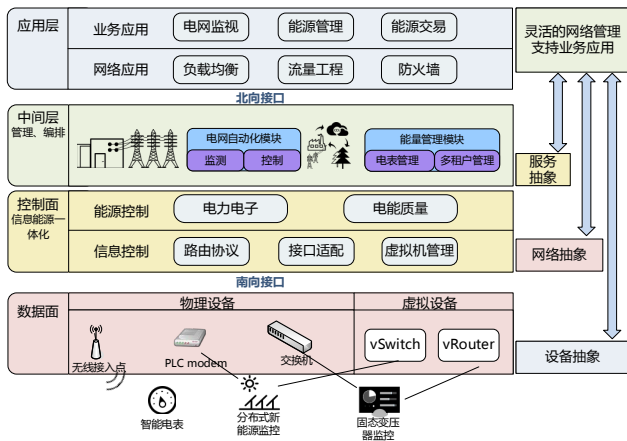 应用层
业务应用
电网监视
能源管理
能源交易
网络应用
负载均衡
流量工程
防火墙
灵活的网络管理
支持业务应用
北向接口
中间层
管理、编排
电网自动化模块
监测
控制
能量管理模块
电表管理
多租户管理
服务
抽象
控制面
信息能源一
体化
能源控制
电力电子
电能质量
信息控制
路由协议
接口适配
虚拟机管理
网络抽象
南向接口
数据面
物理设备
虚拟设备
无线接入点
PLC modem
交换机
vSwitch
vRouter
设备抽象
智能电表
分布式新
能源监控
固态变压
器监控